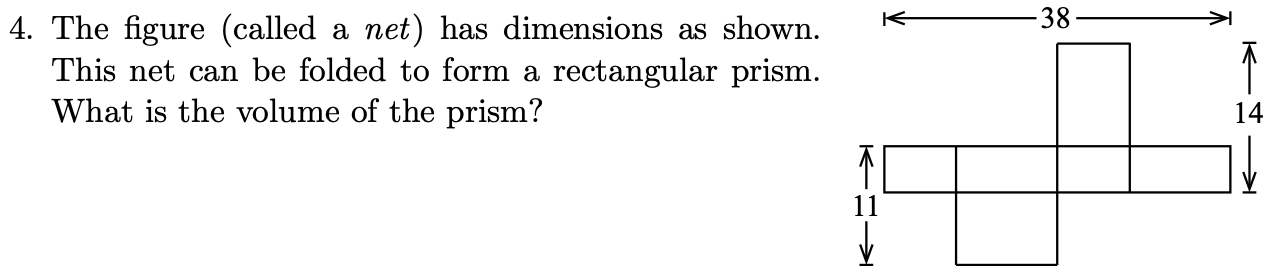 4. The figure (called a net) has dimensions as shown.
This net can be folded to form a rectangular prism.
What is the volume of the prism?
38
14
11